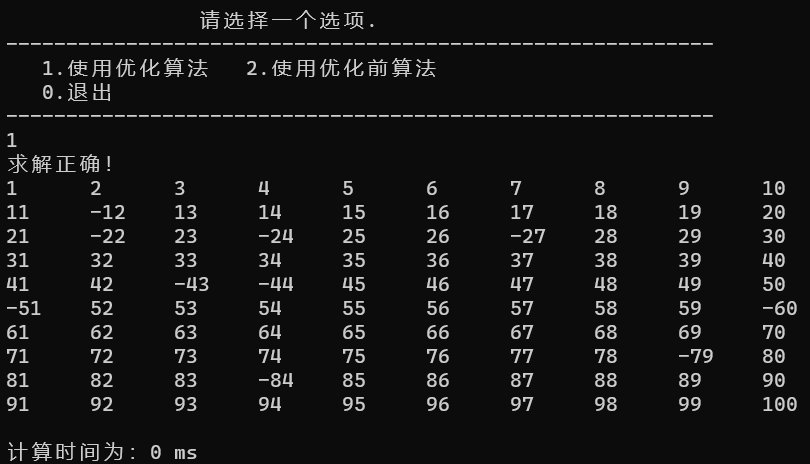 请选择一个选项.
-----------------------------------------------------------
1.使用优化算法 2.使用优化前算法
0.退出
-----------------------------------------------------------
1
求解正确!
1 2 3 4 5 6 7 8 9 10
11 -12 13 14 15 16 17 18 19 20
21 -22 23 -24 25 26 -27 28 29 30
31 32 33 34 35 36 37 38 39 40
41 42 -43 -44 45 46 47 48 49 50
-51 52 53 54 55 56 57 58 59 -60
61 62 63 64 65 66 67 68 69 70
71 72 73 74 75 76 77 78 -79 80
81 82 83 -84 85 86 87 88 89 90
91 92 93 94 95 96 97 98 99 100
计算时间为: 0 ms